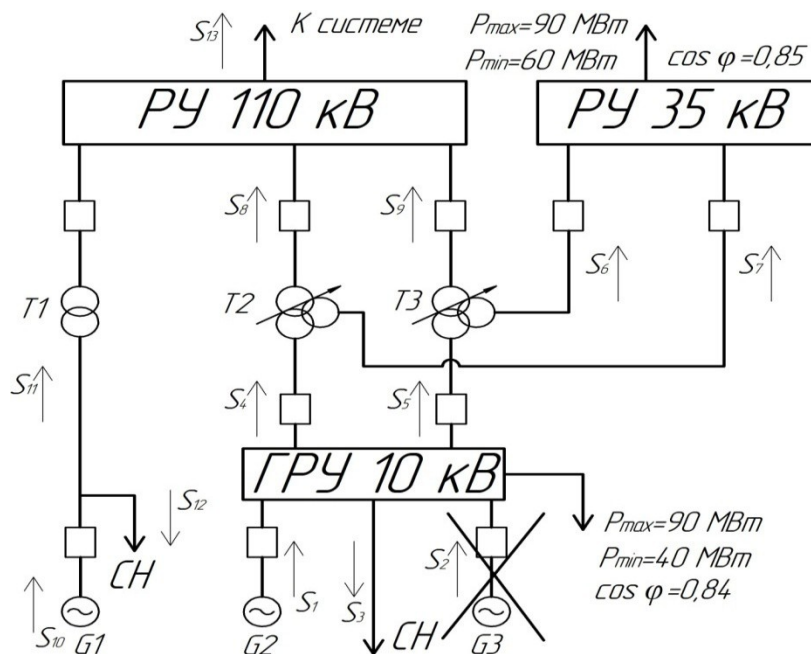 S13
К системе
Pmax=90 МВт
Pmin=60 МВт
cos φ=0,85
РУ 110 кВ
РУ 35 кВ
S8
S9
S6
S7
T1
T2
T3
S11
S4
S5
ГРУ 10 кВ
S12
СН
S10
G1
G2
S1
S3
СН
S2
G3
Pmax=90 МВт
Pmin=40 МВт
cos φ=0,84